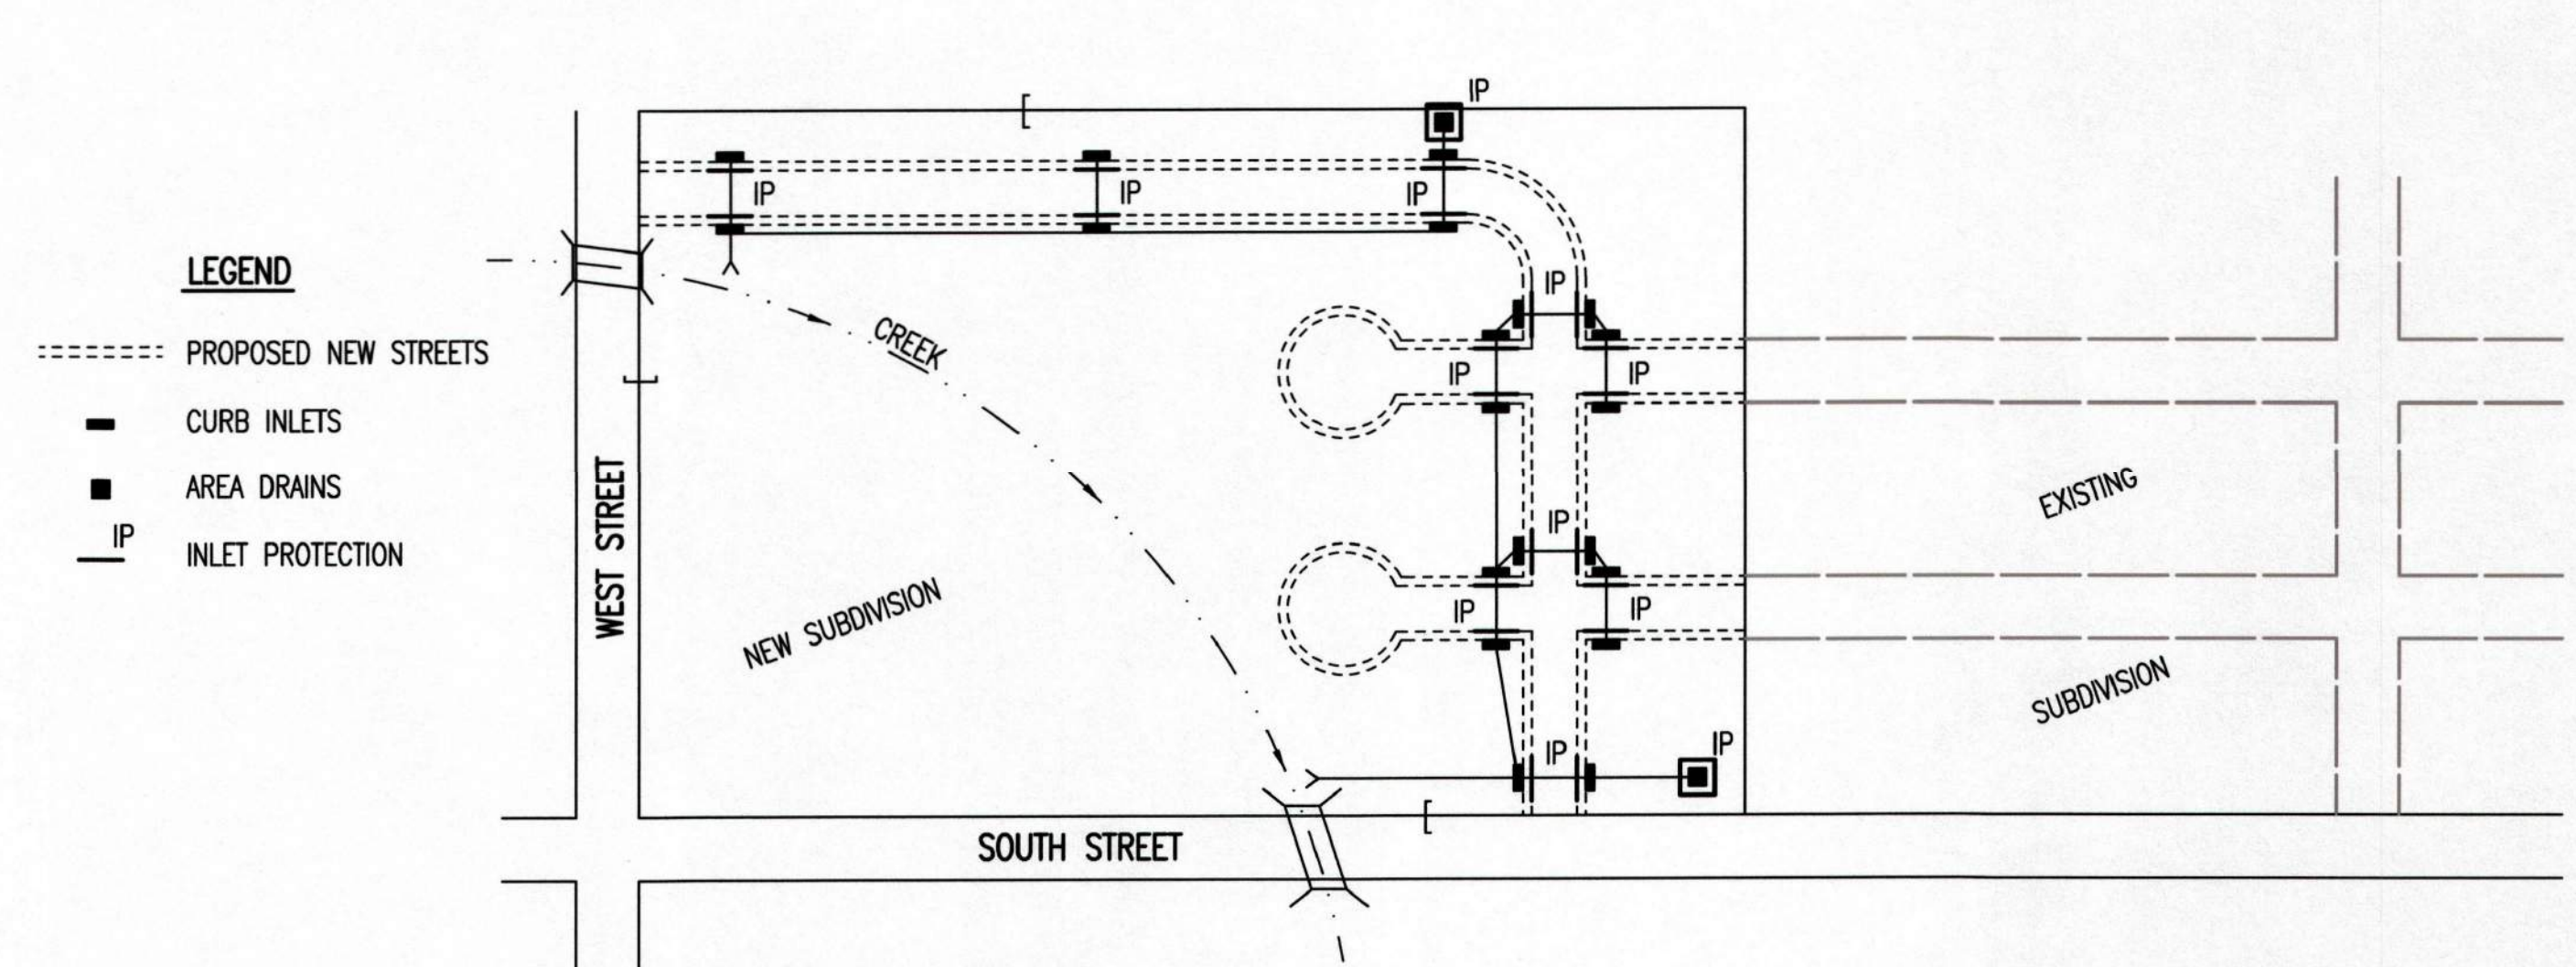 LEGEND
PROPOSED NEW STREETS
CURB INLETS
AREA DRAINS
IP
INLET PROTECTION
WEST STREET
IP
IP
IP
IP
IP
CREEK
IP
IP
NEW SUBDIVISION
IP
IP
IP
IP
IP
SOUTH STREET
EXISTING
SUBDIVISION